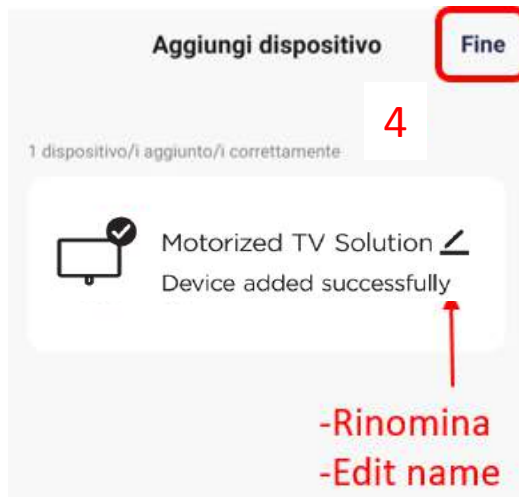 Aggiungi dispositivo Fine
4
1 dispositivo/i aggiunto/i correttamente
Motorized TV Solution
Device added successfully
-Rinomina
-Edit name